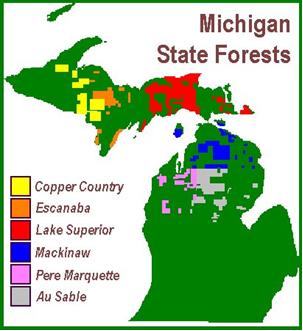 Michigan
State Forests
Copper Country
Escanaba
Lake Superior
Mackinaw
Pere Marquette
Au Sable